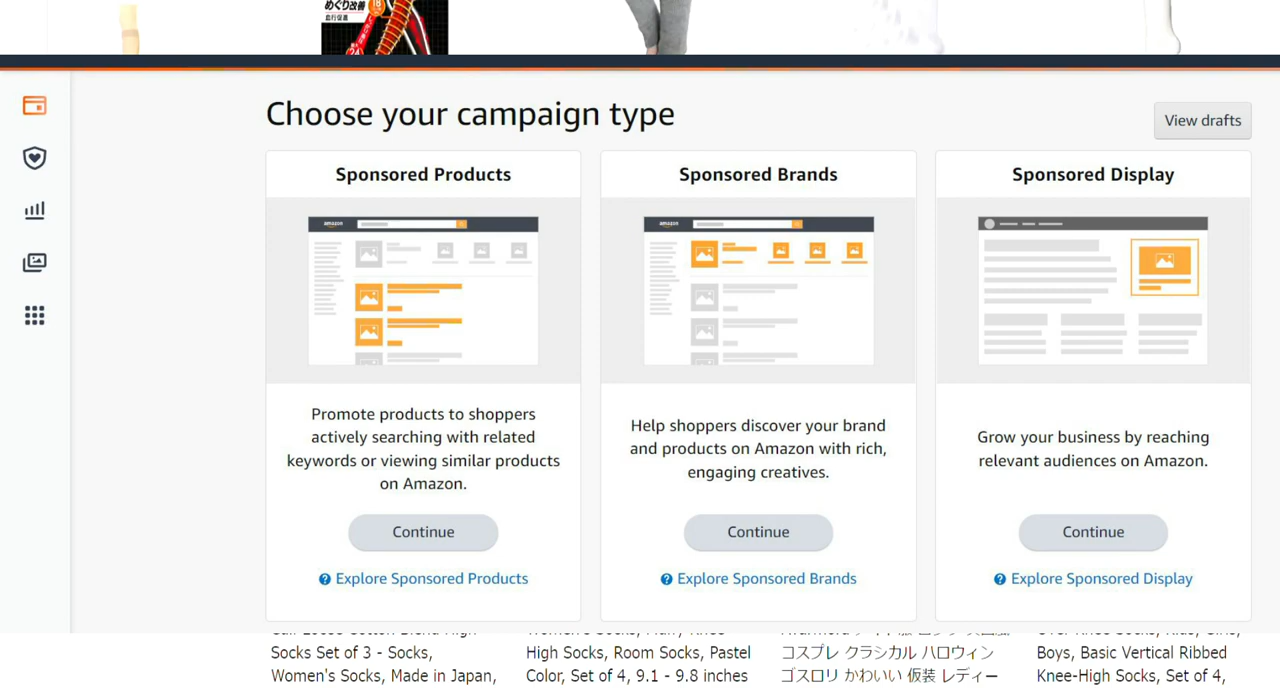 めぐり改善
血行促進
18
Choose your campaign type
View drafts
Sponsored Products
Sponsored Brands
Sponsored Display
amazon
amazon
Promote products to shoppers
actively searching with related
keywords or viewing similar products
on Amazon.
Help shoppers discover your brand
and products on Amazon with rich,
engaging creatives.
Grow your business by reaching
relevant audiences on Amazon.
Continue
Continue
Continue
Explore Sponsored Products
Explore Sponsored Brands
Explore Sponsored Display
Socks Set of 3 - Socks,
Women's Socks, Made in Japan,
High Socks, Room Socks, Pastel
Color, Set of 4, 9.1 - 9.8 inches
コスプレ クラシカル ハロウィン
ゴスロリ かわいい 仮装 レディー
Boys, Basic Vertical Ribbed
Knee-High Socks, Set of 4,